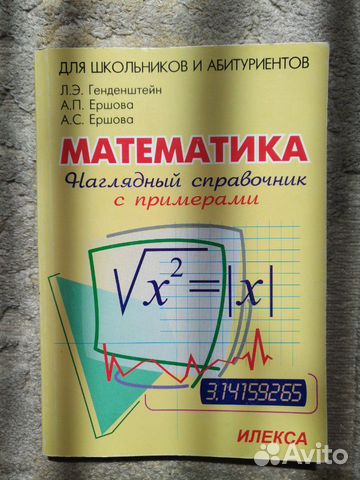 ДЛЯ ШКОЛЬНИКОВ И АБИТУРИЕНТОВ
Л.Э. Генденштейн
А.П. Ершова
А.С. Ершова
МАТЕМАТИКА
Наглядный справочник
с примерами
√x²=|x|
3.14159265
ИЛЕКСА
Avito